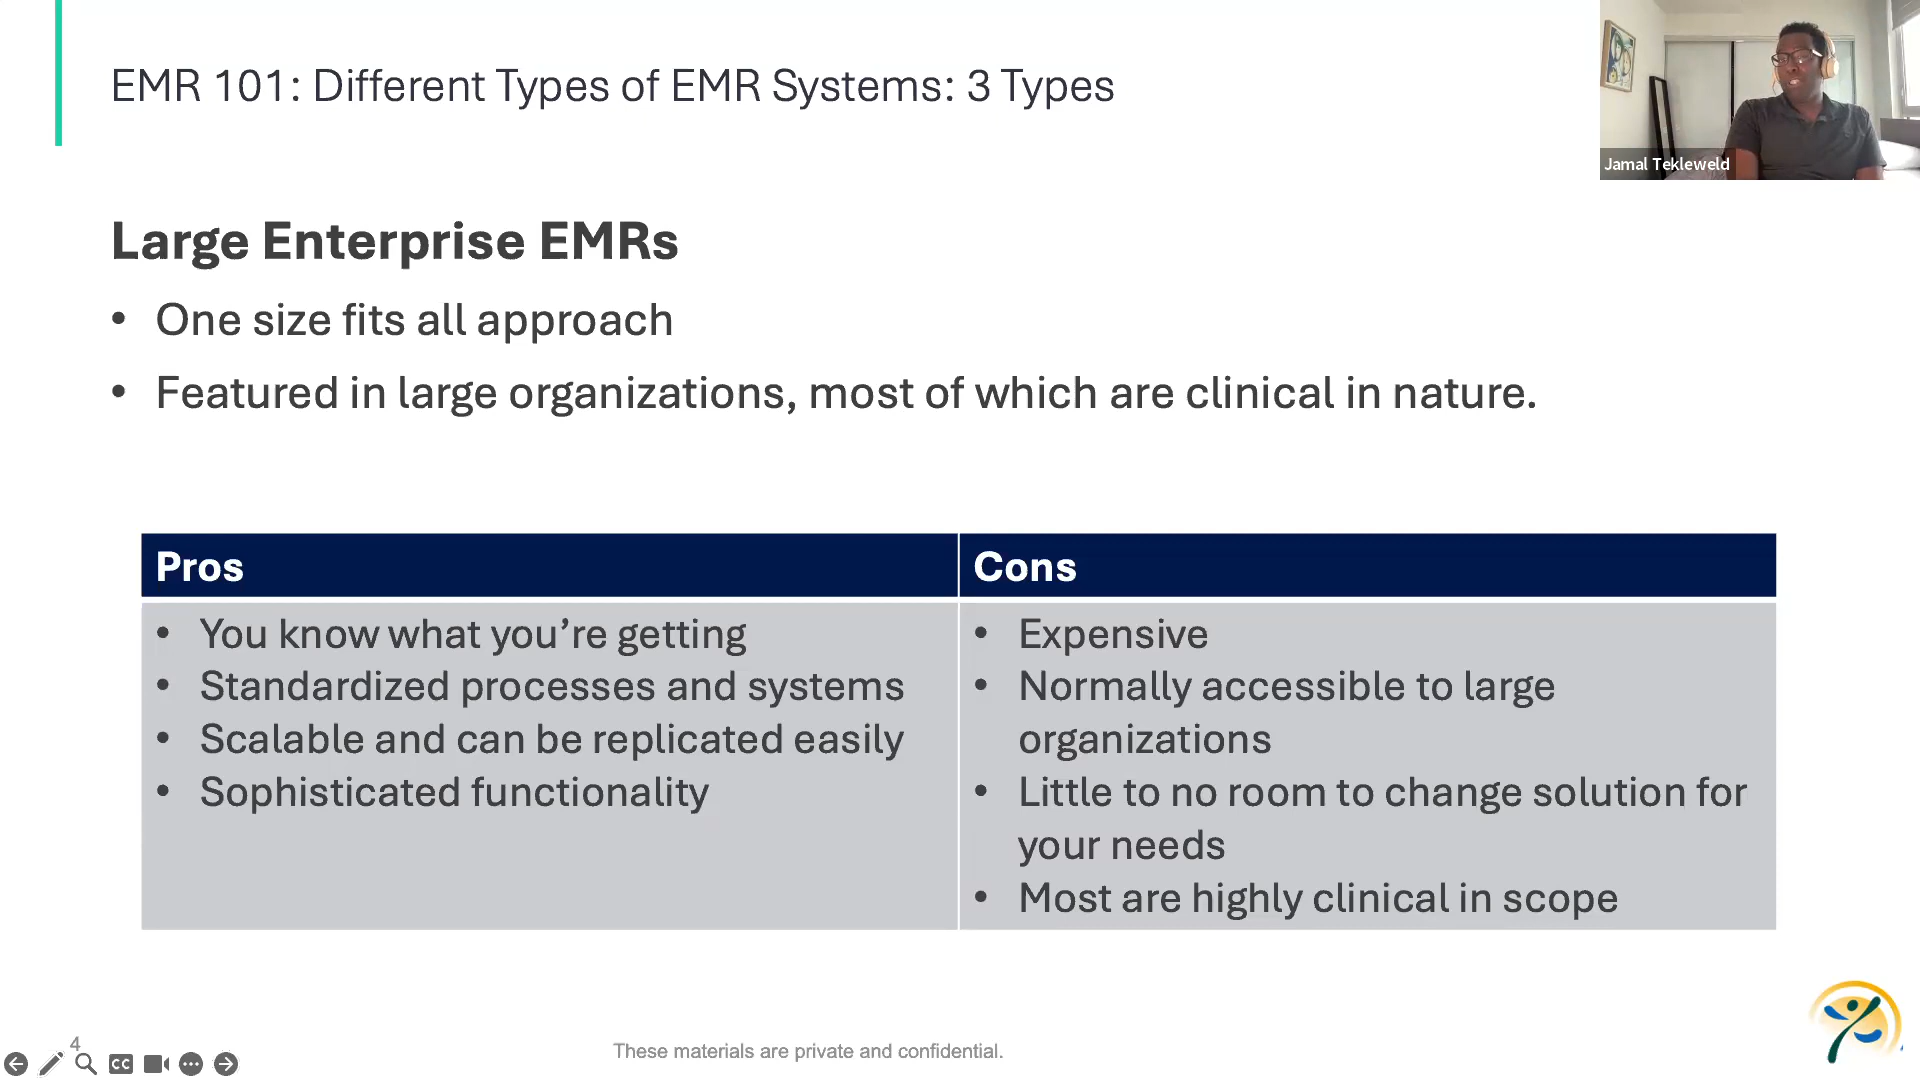 EMR 101: Different Types of EMR Systems: 3 Types
Jamal Tekleweld
Large Enterprise EMRs
• One size fits all approach
• Featured in large organizations, most of which are clinical in nature.
Pros
• You know what you’re getting
• Standardized processes and systems
• Scalable and can be replicated easily
• Sophisticated functionality
Cons
• Expensive
• Normally accessible to large
organizations
• Little to no room to change solution for
your needs
• Most are highly clinical in scope
4
CC
These materials are private and confidential.